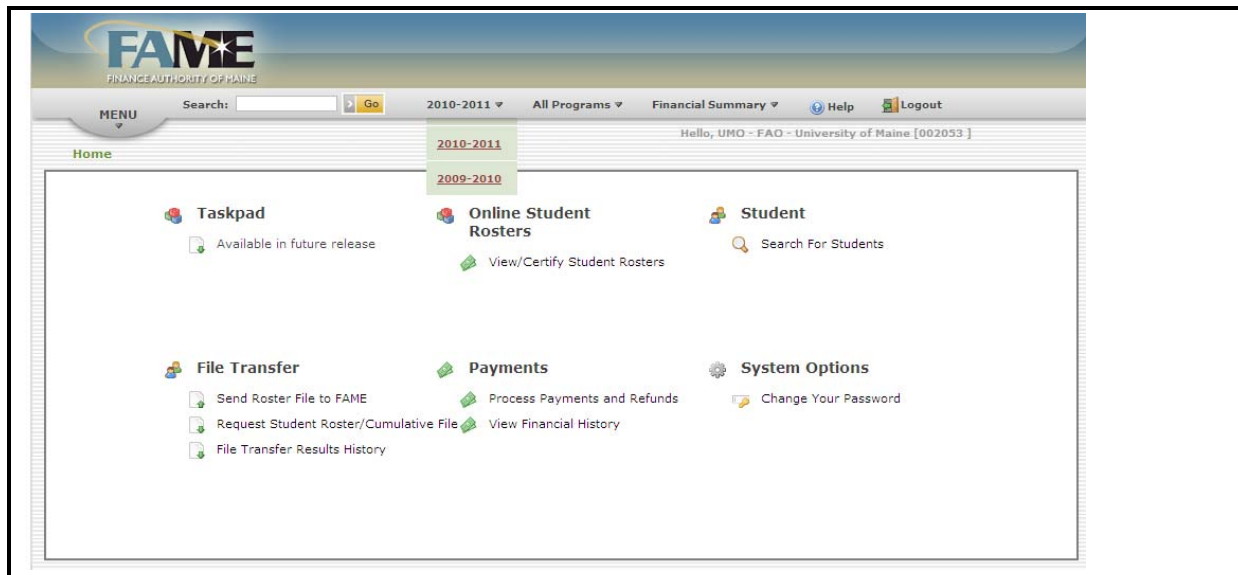 FAME
FINANCE AUTHORITY OF MAINE
MENU
Search:
Go
2010-2011
All Programs
Financial Summary
Help
Logout
Hello, UMO - FAO - University of Maine [002053 ]
Home
2010-2011
2009-2010
Taskpad
Available in future release
Online Student
Rosters
View/Certify Student Rosters
Student
Search For Students
File Transfer
Send Roster File to FAME
Request Student Roster/Cumulative File
File Transfer Results History
Payments
Process Payments and Refunds
View Financial History
System Options
Change Your Password